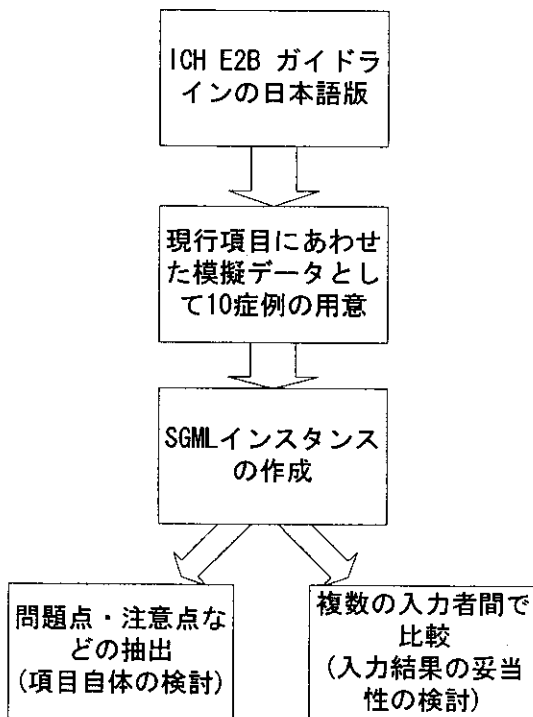 ICH E2B ガイドラ
インの日本語版
現行項目にあわせ
た模擬データとし
て10症例の用意
SGMLインスタンス
の作成
問題点・注意点な
どの抽出
(項目自体の検討)
複数の入力者間で
比較
(入力結果の妥当
性の検討)